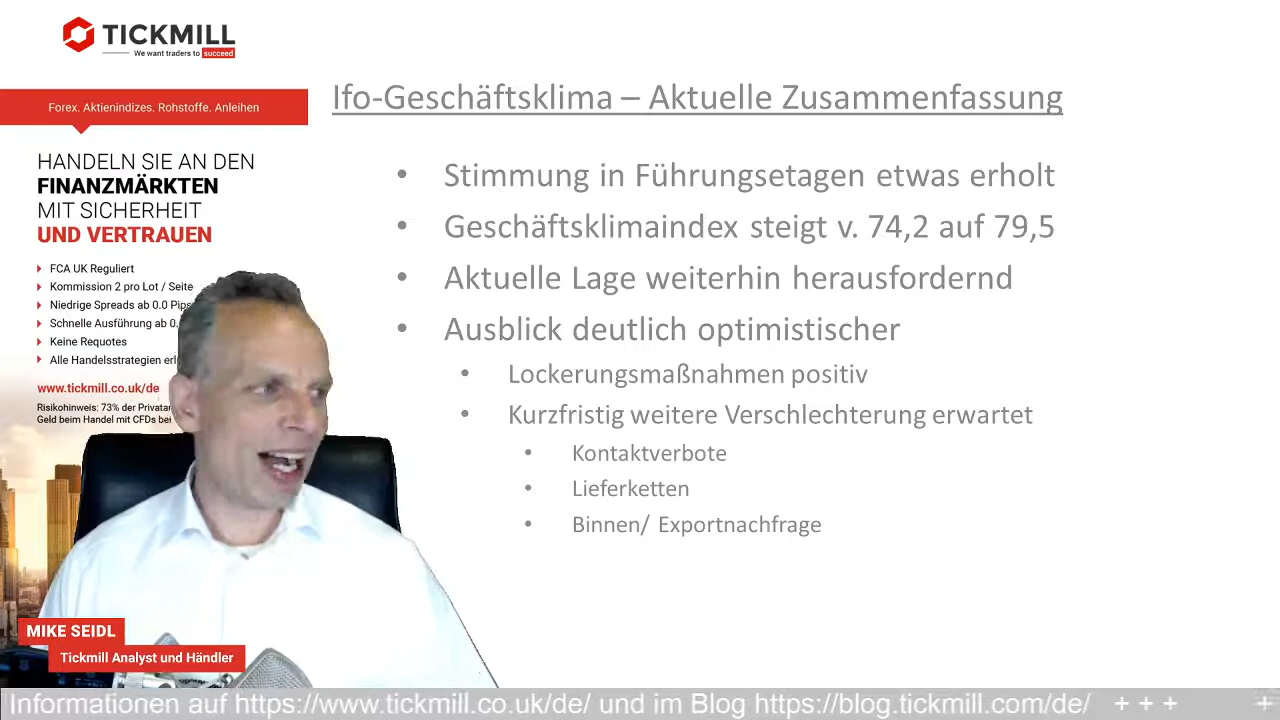 TICKMILL
We want traders to succeed
Forex. Aktienindizes. Rohstoffe. Anleihen
HANDELN SIE AN DEN
FINANZMÄRKTEN
MIT SICHERHEIT
UND VERTRAUEN
FCA UK Reguliert
Kommission 2 pro Lot / Seite
Niedrige Spreads ab 0.0 Pips
Schnelle Ausführung ab 0.
Keine Requotes
Alle Handelsstrategien
www.tickmill.co.uk/de
Risikohinweis: 73% der
Geld beim Handel mit CFDs bei
Ifo-Geschäftsklima – Aktuelle Zusammenfassung
• Stimmung in Führungsetagen etwas erholt
• Geschäftsklimaindex steigt v. 74,2 auf 79,5
• Aktuelle Lage weiterhin herausfordernd
• Ausblick deutlich optimistischer
• Lockerungsmaßnahmen positiv
• Kurzfristig weitere Verschlechterung erwartet
• Kontaktverbote
• Lieferketten
• Binnen/ Exportnachfrage
MIKE SEIDL
Tickmill Analyst und Händler
Informationen auf https://www.tickmill.co.uk/de/ und im Blog https://blog.tickmill.com/de/ + + +